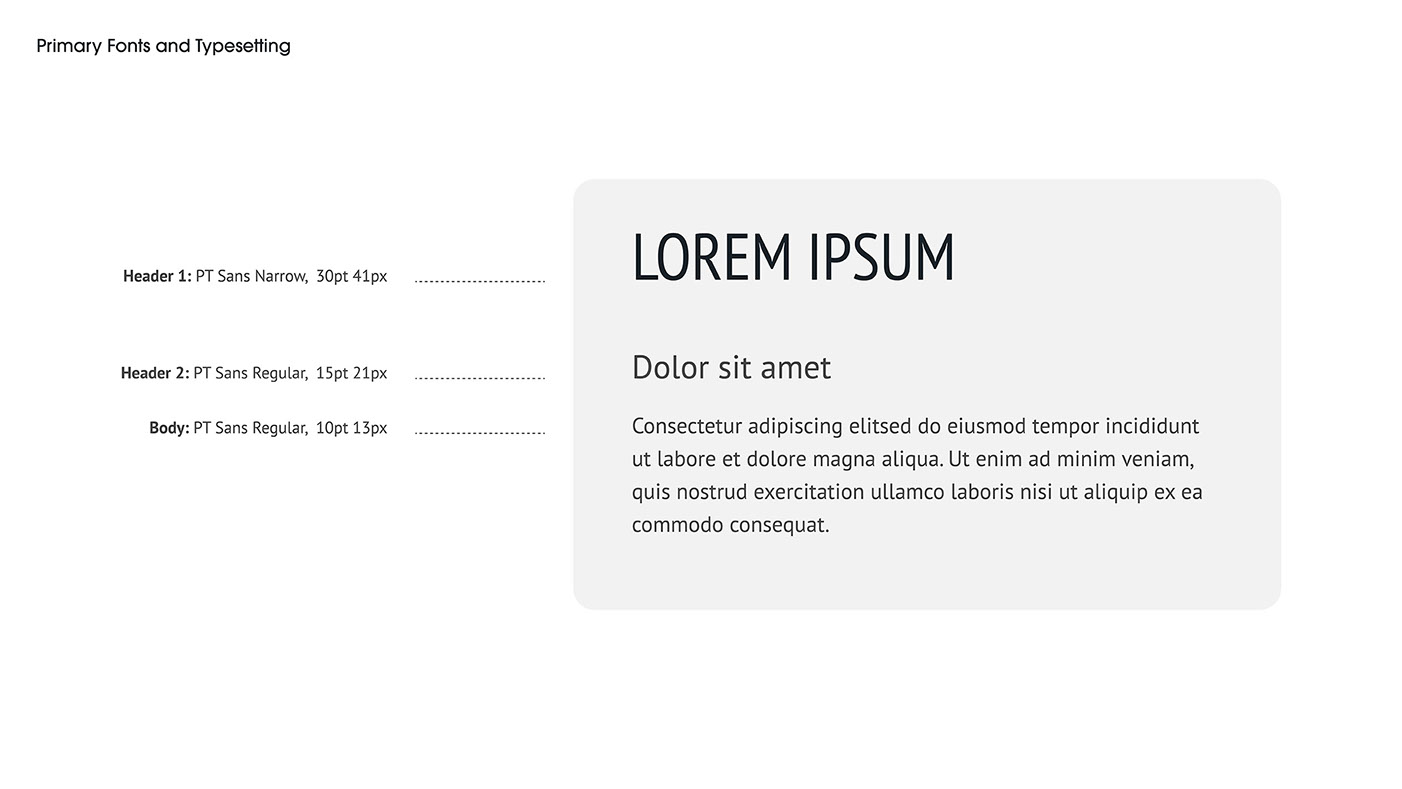 Primary Fonts and Typesetting
Header 1: PT Sans Narrow, 30pt 41px
Header 2: PT Sans Regular, 15pt 21px
Body: PT Sans Regular, 10pt 13px
LOREM IPSUM
Dolor sit amet
Consectetur adipiscing elitsed do eiusmod tempor incididunt
ut labore et dolore magna aliqua. Ut enim ad minim veniam,
quis nostrud exercitation ullamco laboris nisi ut aliquip ex ea
commodo consequat.